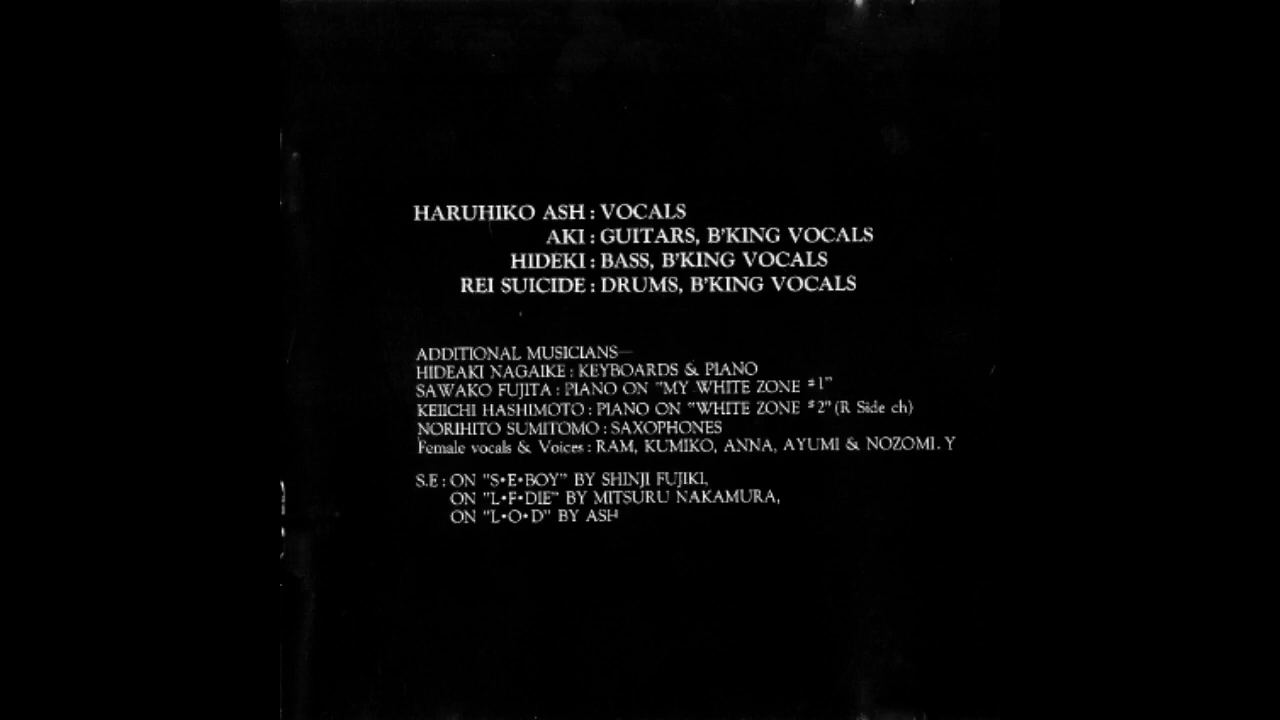 HARUHIKO ASH : VOCALS
AKI : GUITARS, B'KING VOCALS
HIDEKI : BASS, B'KING VOCALS
REI SUICIDE : DRUMS, B'KING VOCALS
ADDITIONAL MUSICIANS—
HIDEAKI NAGAIKE : KEYBOARDS & PIANO
SAWAKO FUJITA : PIANO ON "MY WHITE ZONE #1"
KEIICHI HASHIMOTO : PIANO ON "WHITE ZONE #2" (R Side ch)
NORIHITO SUMITOMO : SAXOPHONES
Female vocals & Voices : RAM, KUMIKO, ANNA, AYUMI & NOZOMI. Y
S.E : ON "S•E•BOY" BY SHINJI FUJIKI,
ON "L•F•DIE" BY MITSURU NAKAMURA,
ON "L•O•D" BY ASH